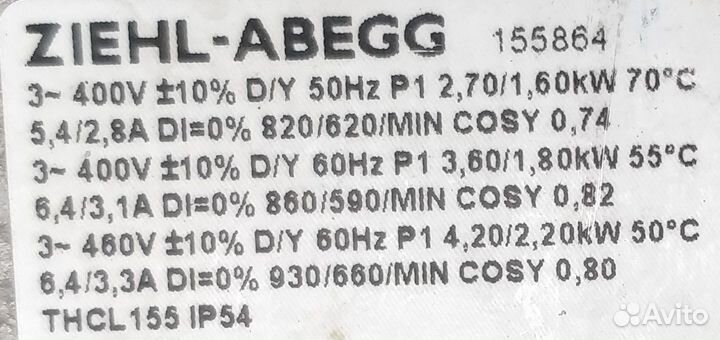 ZIEHL-ABEGG 155864
3~ 400V ±10% D/Y 50Hz P1 2,70/1,60kW 70°C
5,4/2,8A DI=0% 820/620/MIN COSY 0,74
3~ 400V ±10% D/Y 60Hz P1 3,60/1,80kW 55°C
6,4/3,1A DI=0% 860/590/MIN COSY 0,82
3~ 460V ±10% D/Y 60Hz P1 4,20/2,20kW 50°C
6,4/3,3A DI=0% 930/660/MIN COSY 0,80
THCL155 IP54
Avito